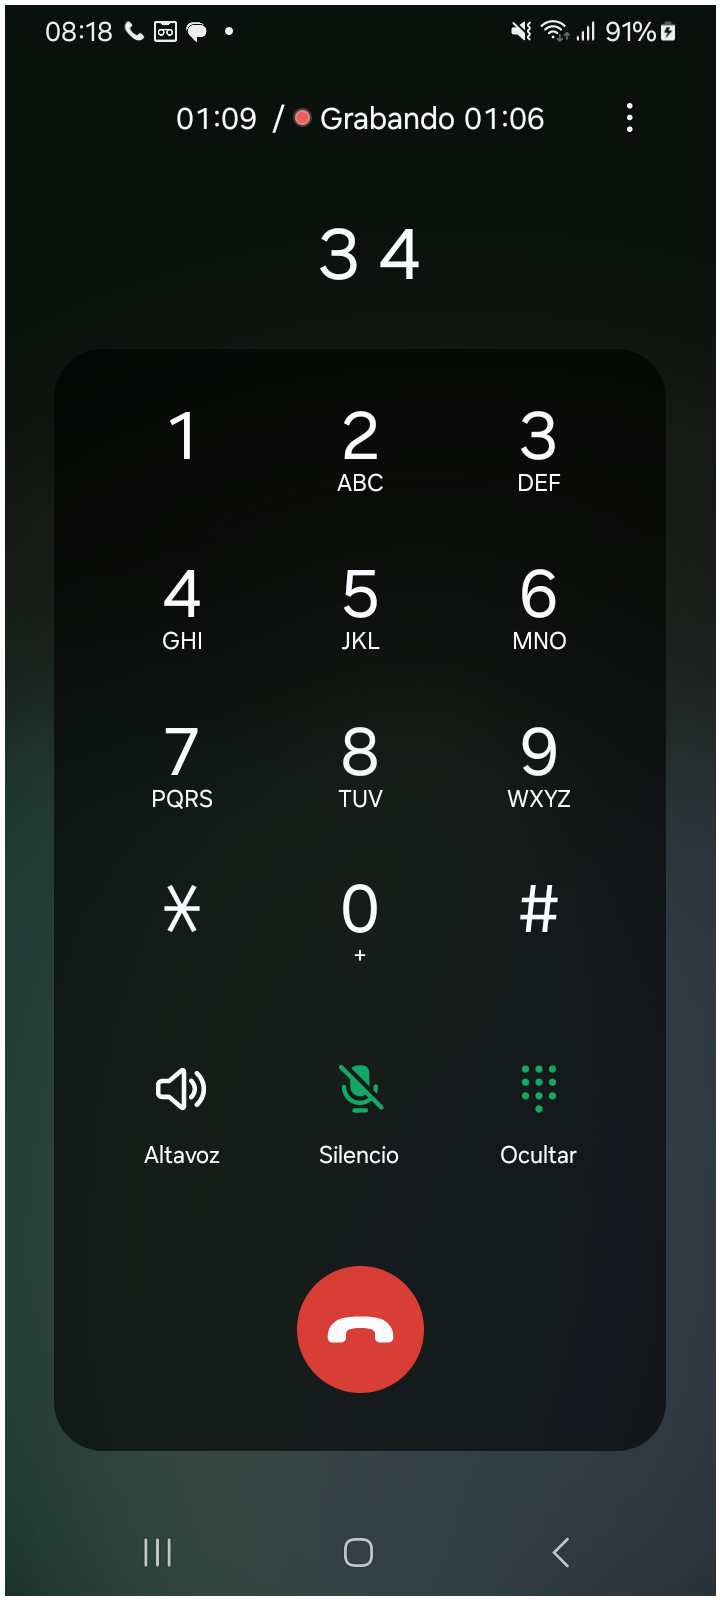 08:18 91%
01:09 / Grabando 01:06
3 4
1 2 3
ABC DEF
4 5 6
GHI JKL MNO
7 8 9
PQRS TUV WXYZ
* 0 #
+
Altavoz Silencio Ocultar